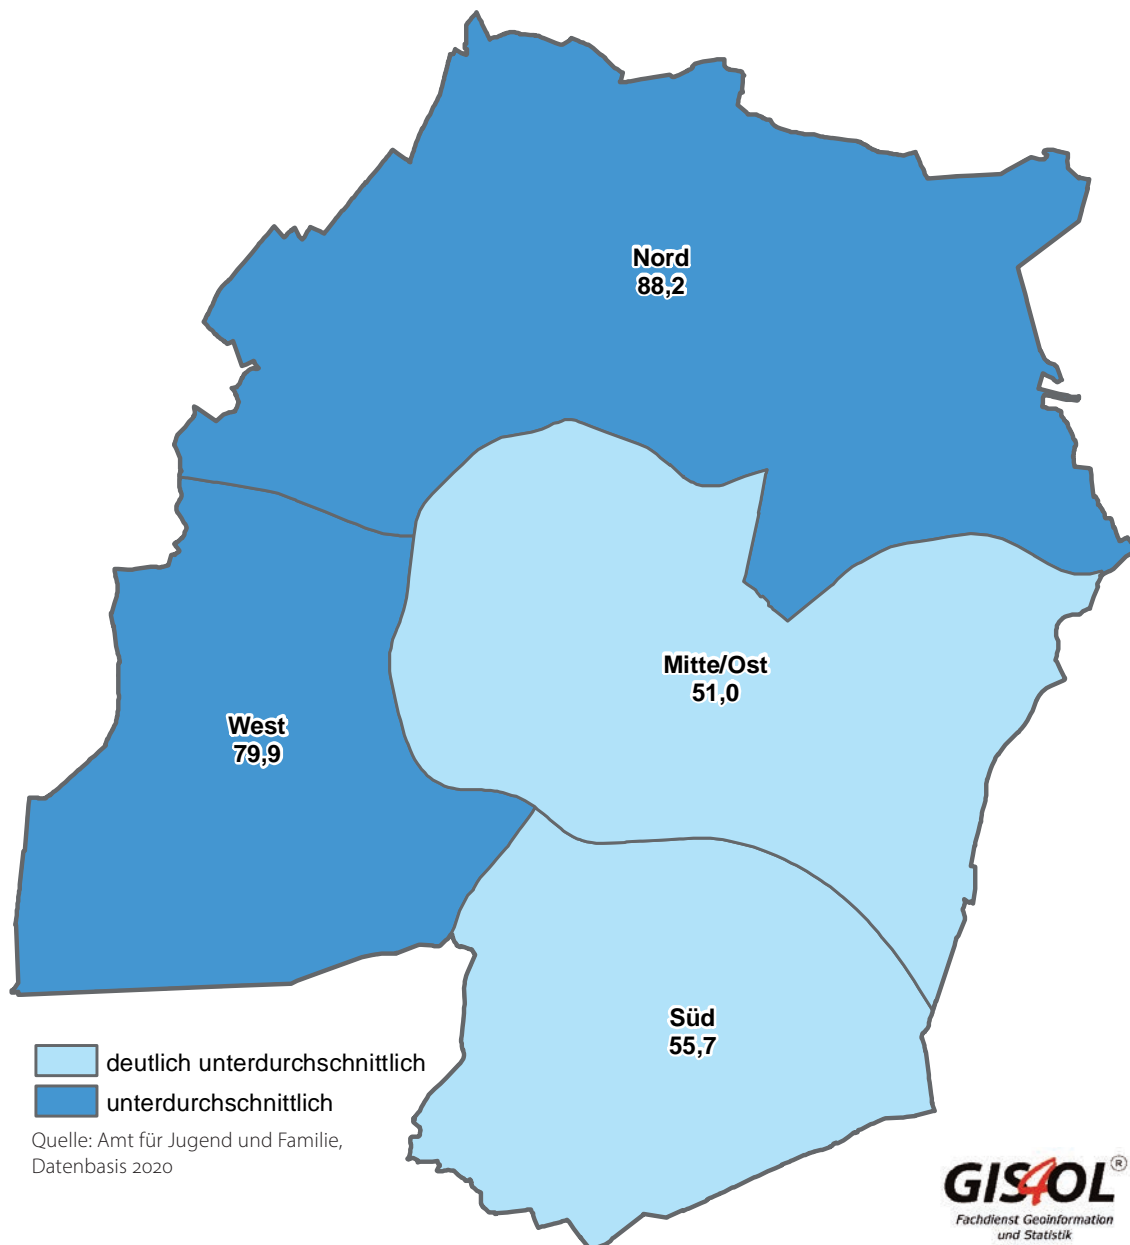 Nord
88,2
Mitte/Ost
51,0
West
79,9
Süd
55,7
deutlich unterdurchschnittlich
unterdurchschnittlich
Quelle: Amt für Jugend und Familie,
Datenbasis 2020
GIS4OL®
Fachdienst Geoinformation
und Statistik